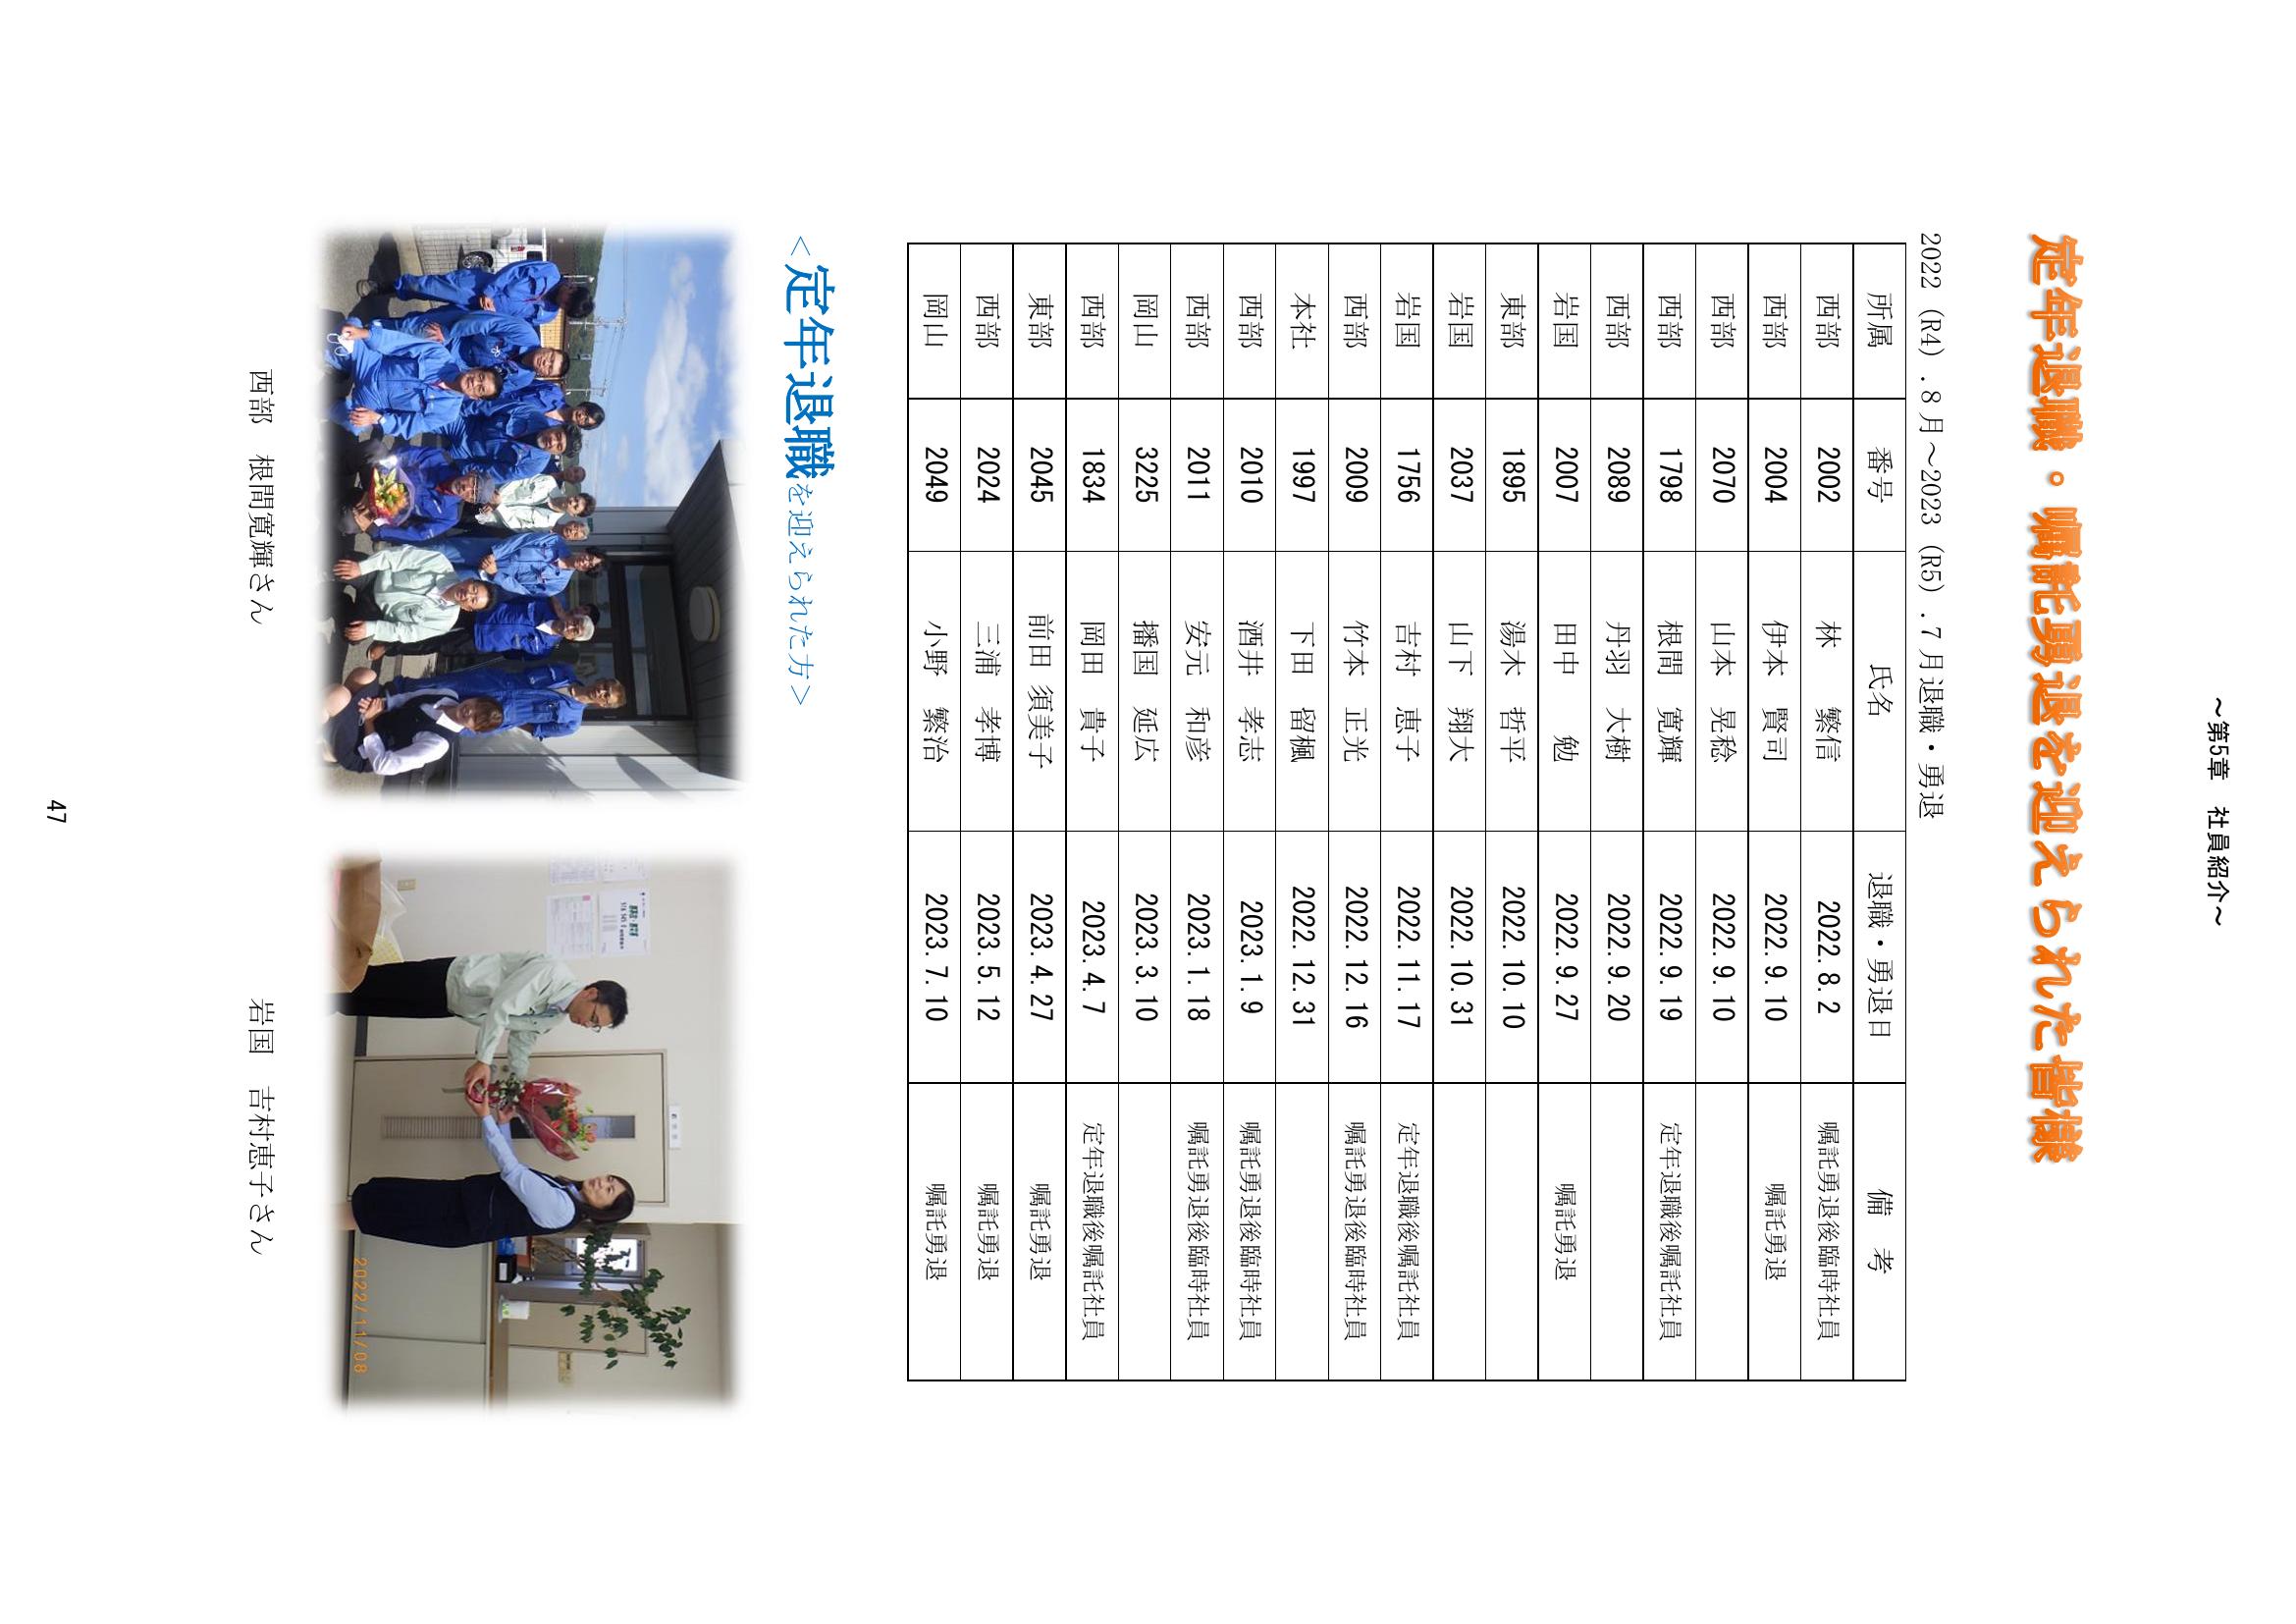 ～第5章　社員紹介～
定年退職・嘱託勇退を迎えられた皆様
2022（R4）.８月～2023（R5）.７月退職・勇退
所属 番号 氏名 退職・勇退日 備　考
西部 2002 林　　繁信 2022.8.2 嘱託勇退後臨時社員
西部 2004 伊本　賢司 2022.9.10 嘱託勇退
西部 2070 山本　晃稔 2022.9.10
西部 1798 根間　寛輝 2022.9.19 定年退職後嘱託社員
西部 2089 丹羽　大樹 2022.9.20
岩国 2007 田中　　勉 2022.9.27 嘱託勇退
東部 1895 湯木　哲平 2022.10.10
岩国 2037 山下　翔大 2022.10.31
岩国 1756 吉村　恵子 2022.11.17 定年退職後嘱託社員
西部 2009 竹本　正光 2022.12.16 嘱託勇退後臨時社員
本社 1997 下田　留楓 2022.12.31
西部 2010 酒井　孝志 2023.1.9 嘱託勇退後臨時社員
西部 2011 安元　和彦 2023.1.18 嘱託勇退後臨時社員
岡山 3225 播国　延広 2023.3.10
西部 1834 岡田　貴子 2023.4.7 定年退職後嘱託社員
東部 2045 前田　須美子 2023.4.27 嘱託勇退
西部 2024 三浦　孝博 2023.5.12 嘱託勇退
岡山 2049 小野　繁治 2023.7.10 嘱託勇退
＜定年退職を迎えられた方＞
2022/11/08
西部　根間寛輝さん
岩国　吉村恵子さん
47